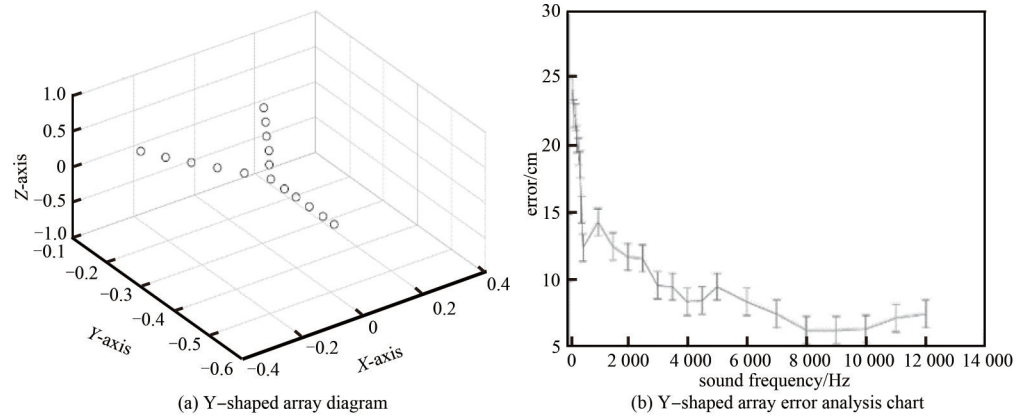 1.0
0.5
0
−0.5
−1.0
Z-axis
−0.1
−0.2
−0.3
−0.4
−0.5
−0.6
Y-axis
−0.4
−0.2
0
0.2
0.4
X-axis
(a) Y−shaped array diagram
30
25
20
15
10
5
error/cm
0 2 000 4 000 6 000 8 000 10 000 12 000 14 000
sound frequency/Hz
(b) Y−shaped array error analysis chart